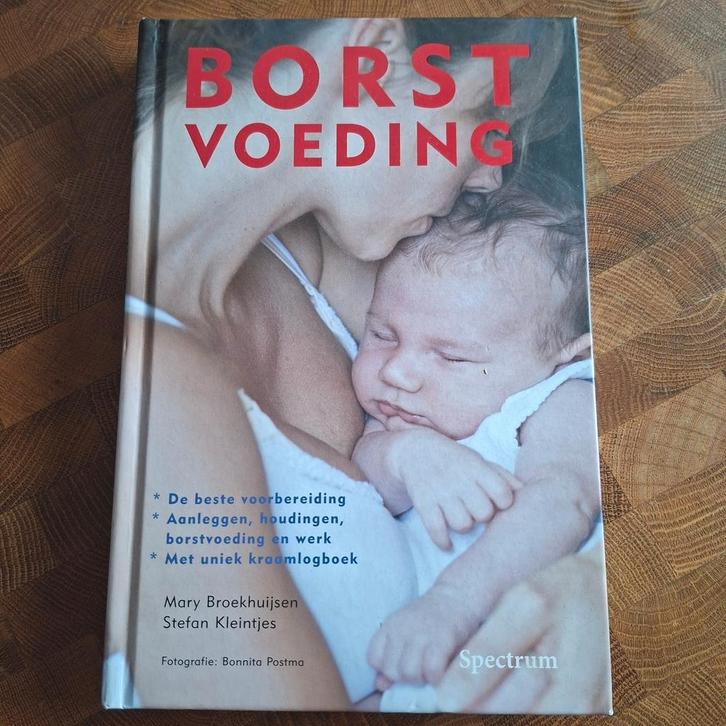 BORST
VOEDING
* De beste voorbereiding
* Aanleggen, houdingen,
borstvoeding en werk
* Met uniek kraamlogboek
Mary Broekhuijsen
Stefan Kleintjes
Fotografie: Bonnita Postma
Spectrum